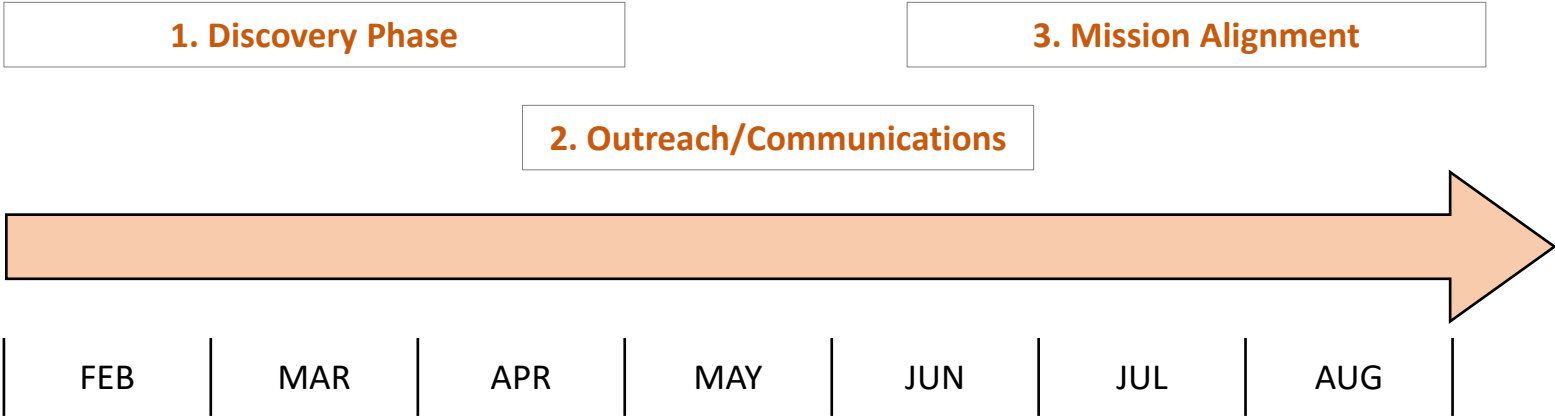 1. Discovery Phase
3. Mission Alignment
2. Outreach/Communications
FEB MAR APR MAY JUN JUL AUG